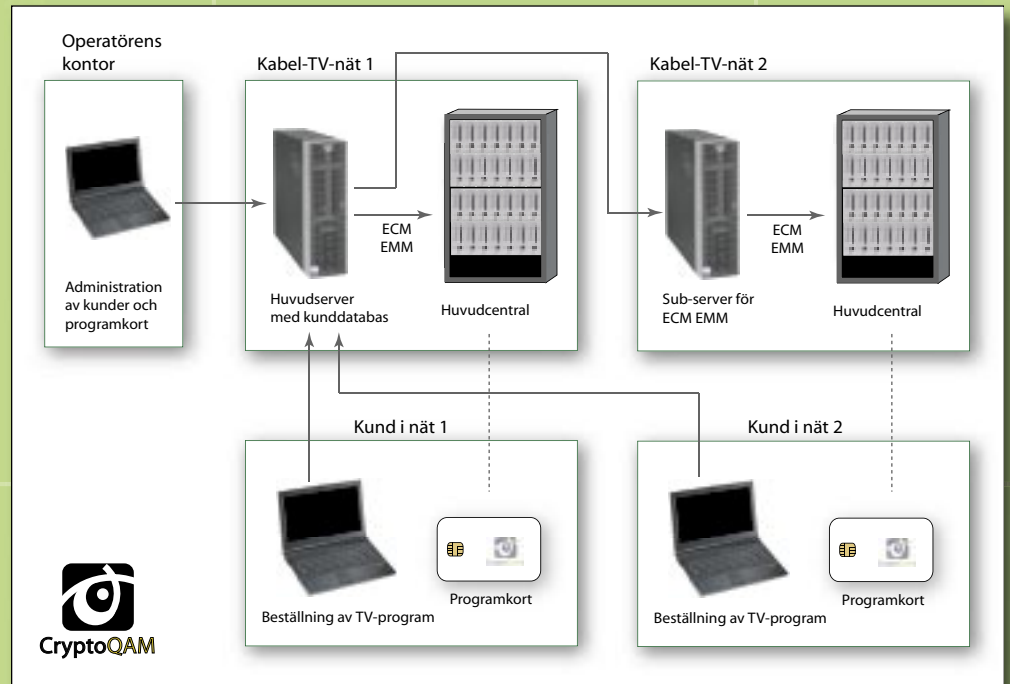 Operatörens
kontor
Kabel-TV-nät 1
Kabel-TV-nät 2
ECM
EMM
ECM
EMM
Administration
av kunder och
programkort
Huvudserver
med kunddatabas
Huvudcentral
Sub-server för
ECM EMM
Huvudcentral
Kund i nät 1
Kund i nät 2
Beställning av TV-program
Programkort
Beställning av TV-program
Programkort
CryptoQAM